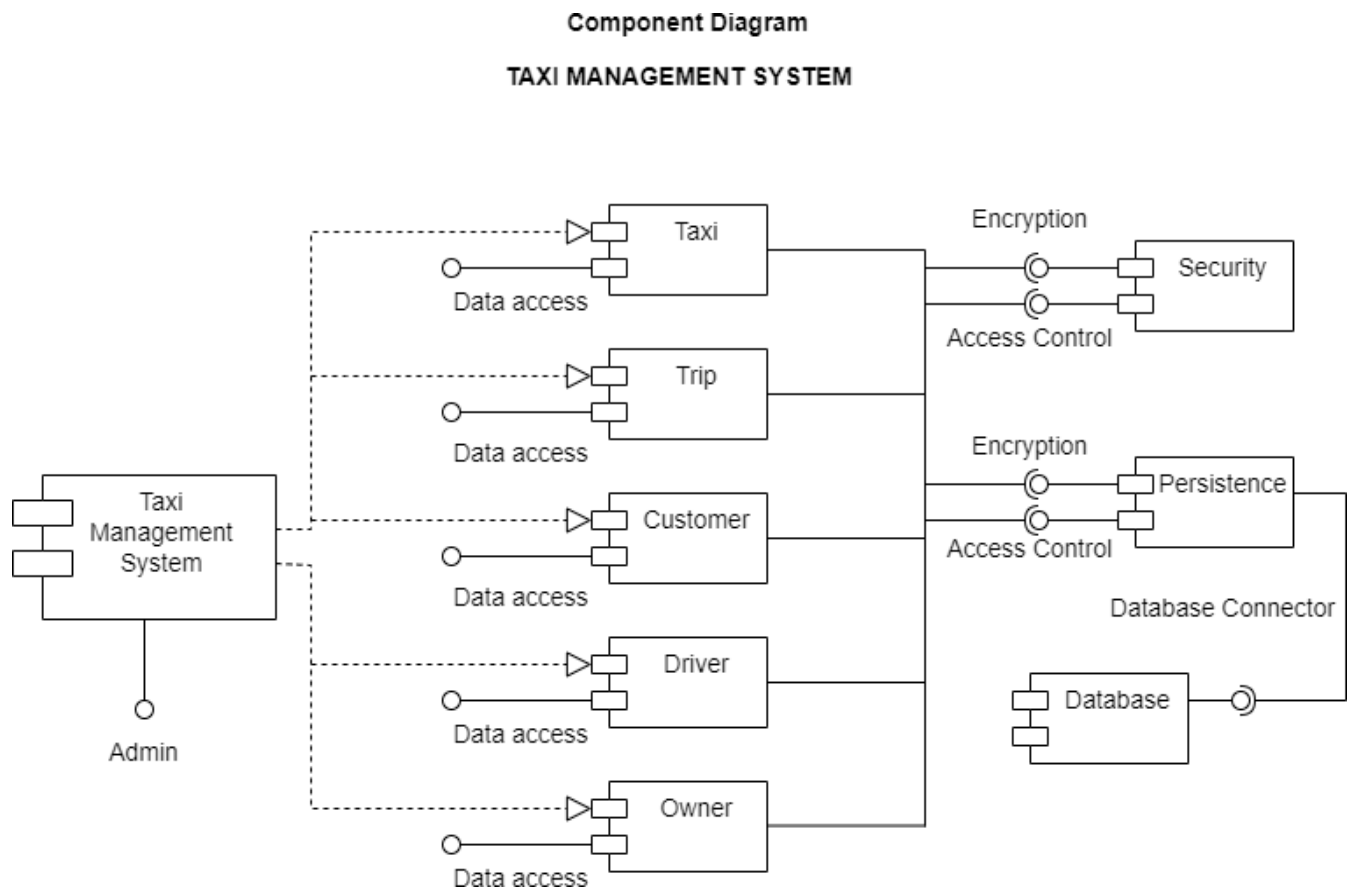 Component Diagram
TAXI MANAGEMENT SYSTEM
Taxi
Data access
Encryption
Security
Access Control
Trip
Data access
Encryption
Persistence
Access Control
Taxi
Management
System
Customer
Data access
Database Connector
Driver
Data access
Database
Admin
Owner
Data access